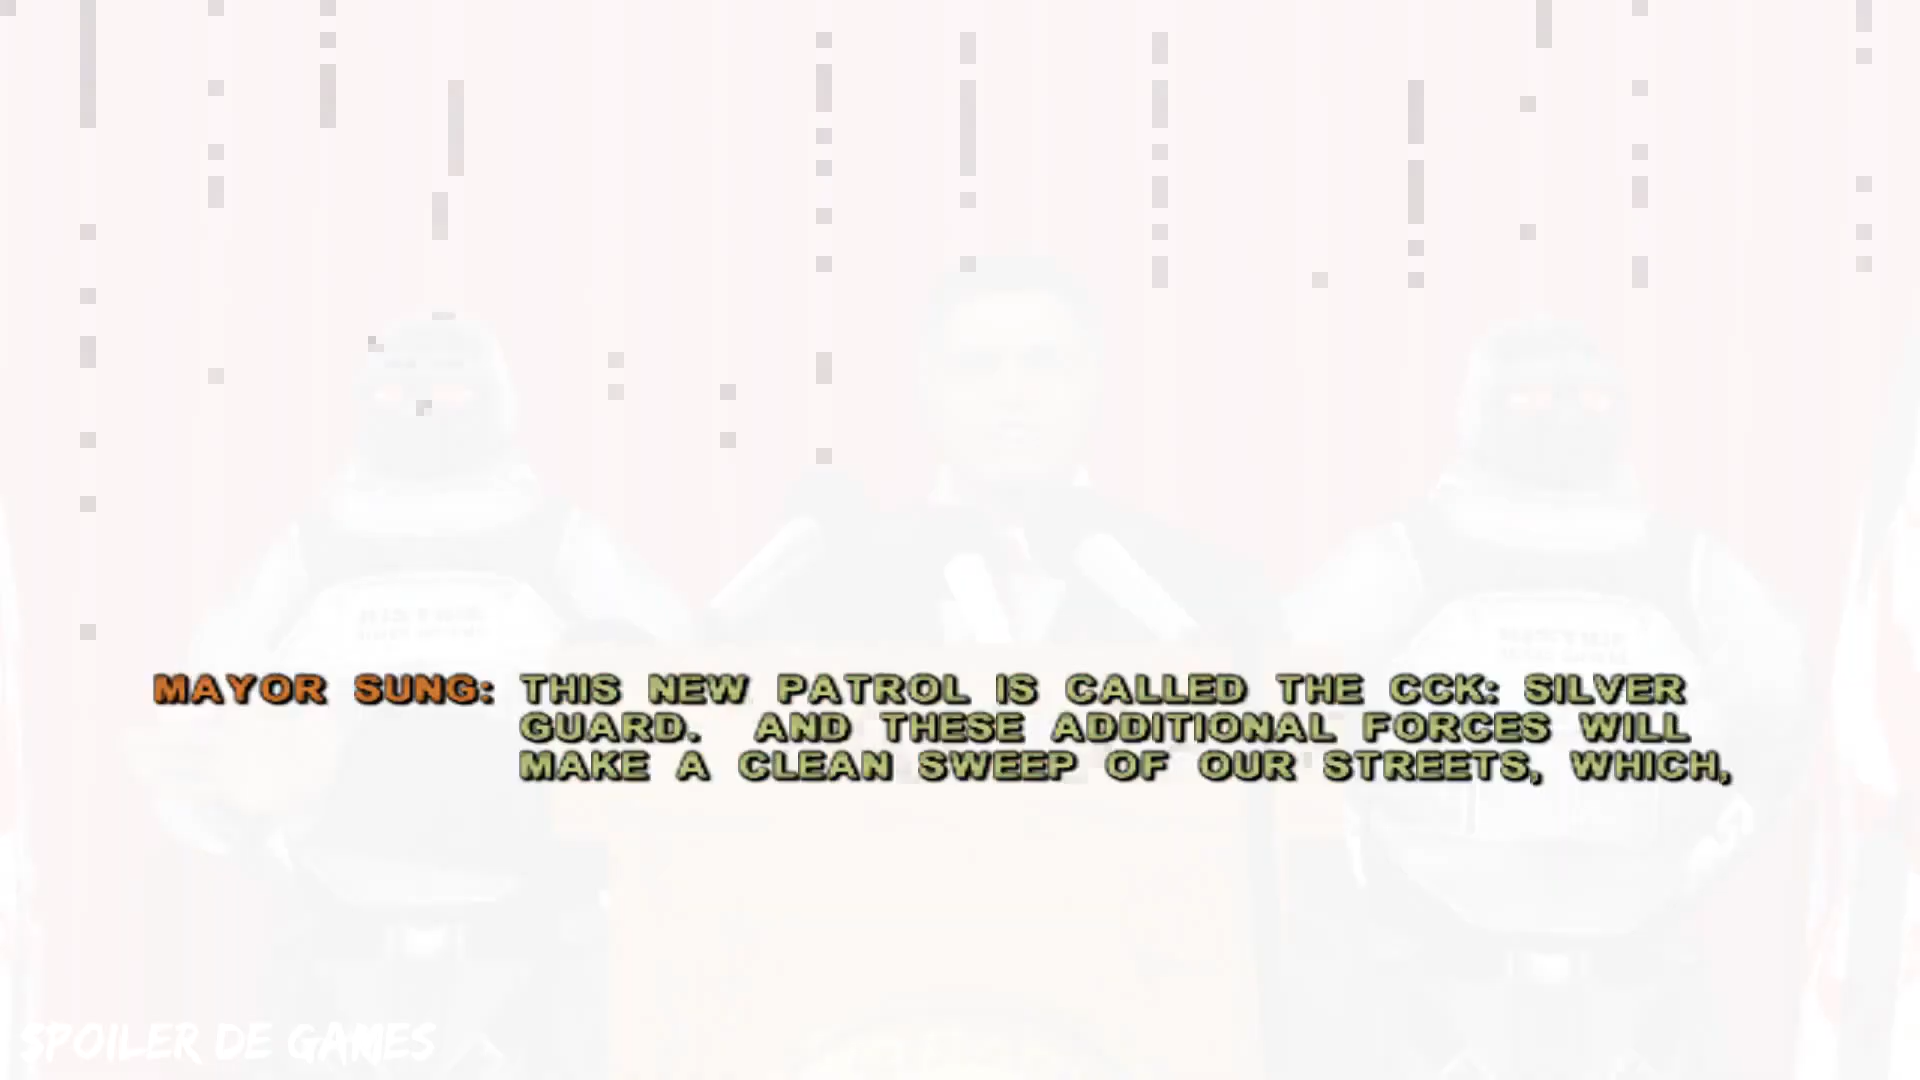 MAYOR SUNG: THIS NEW PATROL IS CALLED THE CCK: SILVER
GUARD. AND THESE ADDITIONAL FORCES WILL
MAKE A CLEAN SWEEP OF OUR STREETS, WHICH,
SPOILER DE GAMES